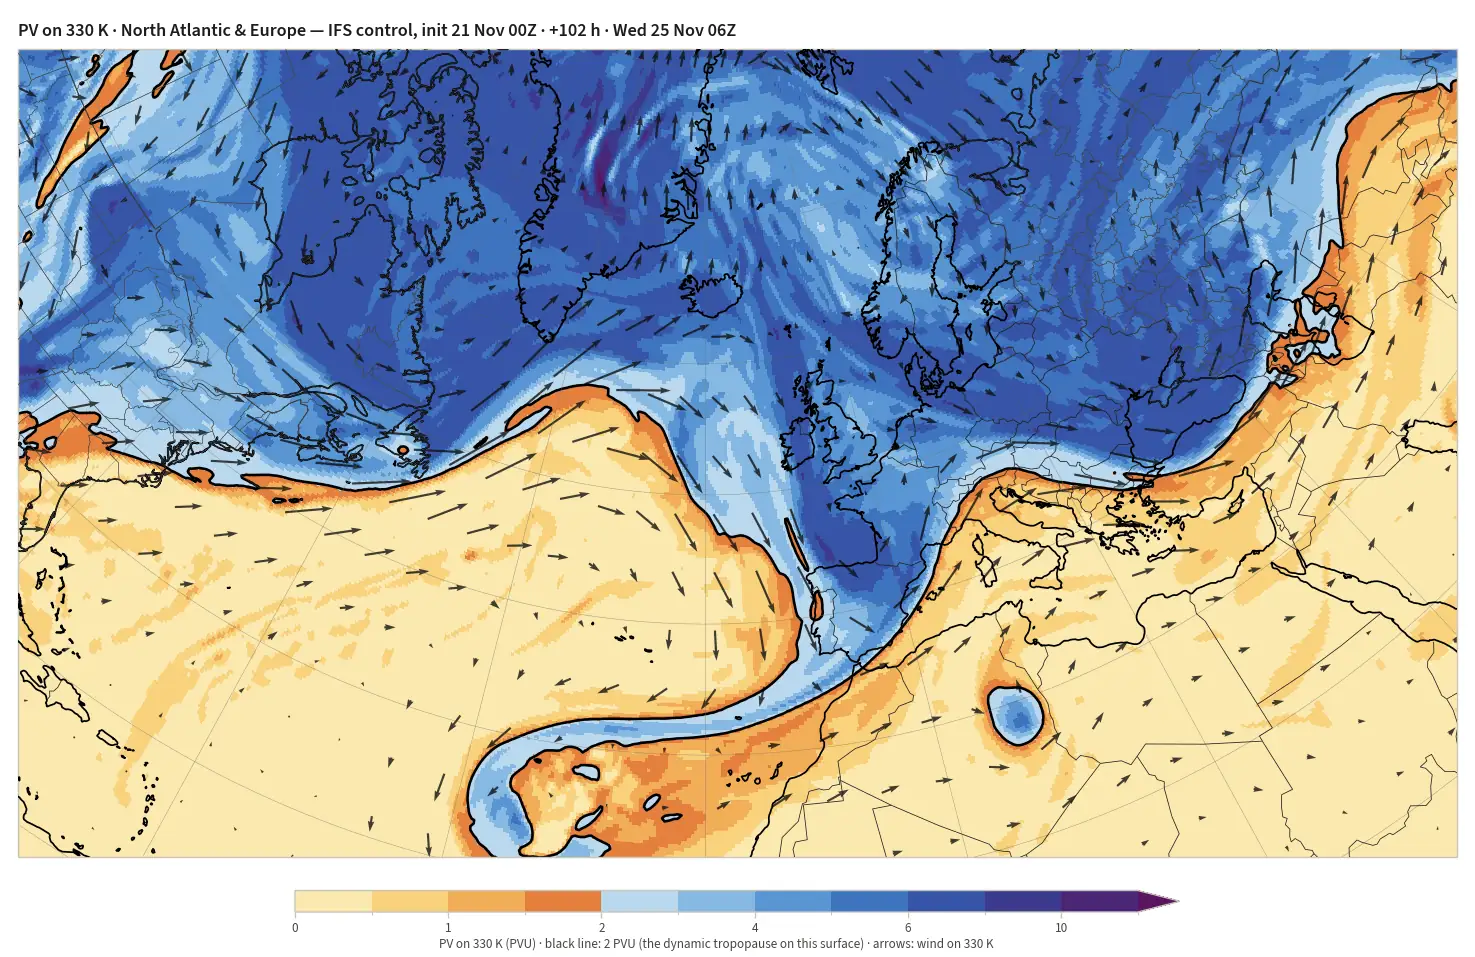 PV on 330 K · North Atlantic & Europe — IFS control, init 21 Nov 00Z · +102 h · Wed 25 Nov 06Z
0 1 2 4 6 10
PV on 330 K (PVU) · black line: 2 PVU (the dynamic tropopause on this surface) · arrows: wind on 330 K